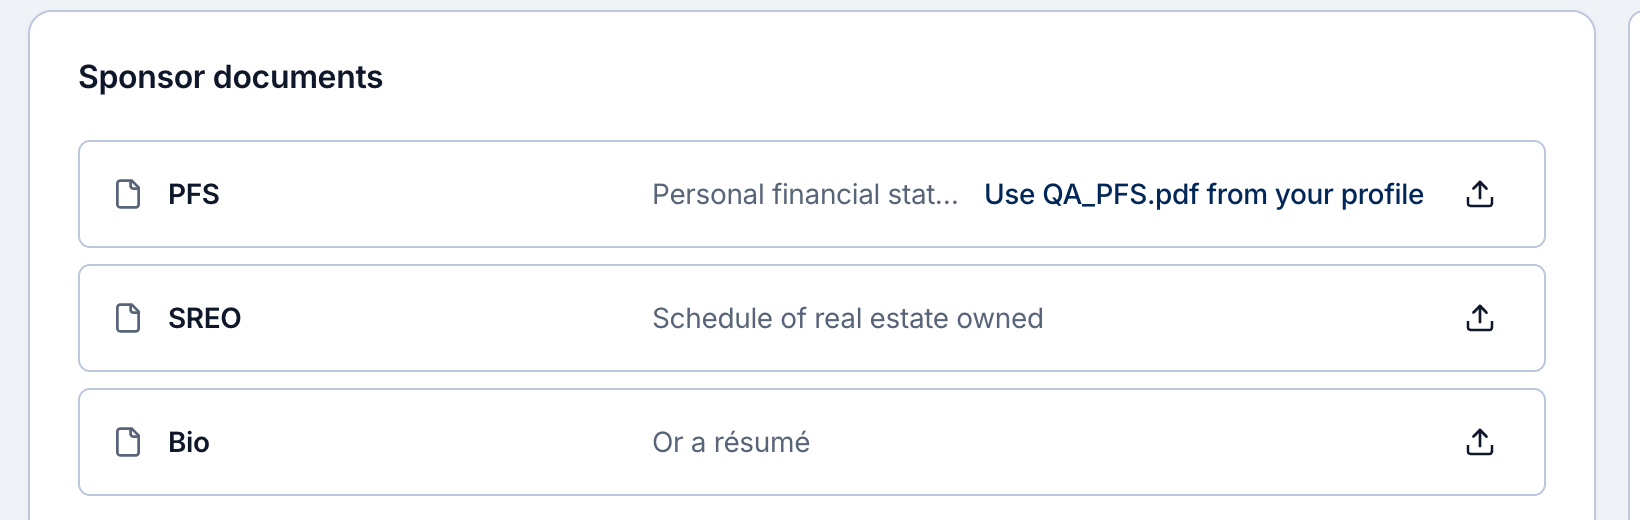 Sponsor documents
PFS Personal financial stat... Use QA_PFS.pdf from your profile
SREO Schedule of real estate owned
Bio Or a résumé